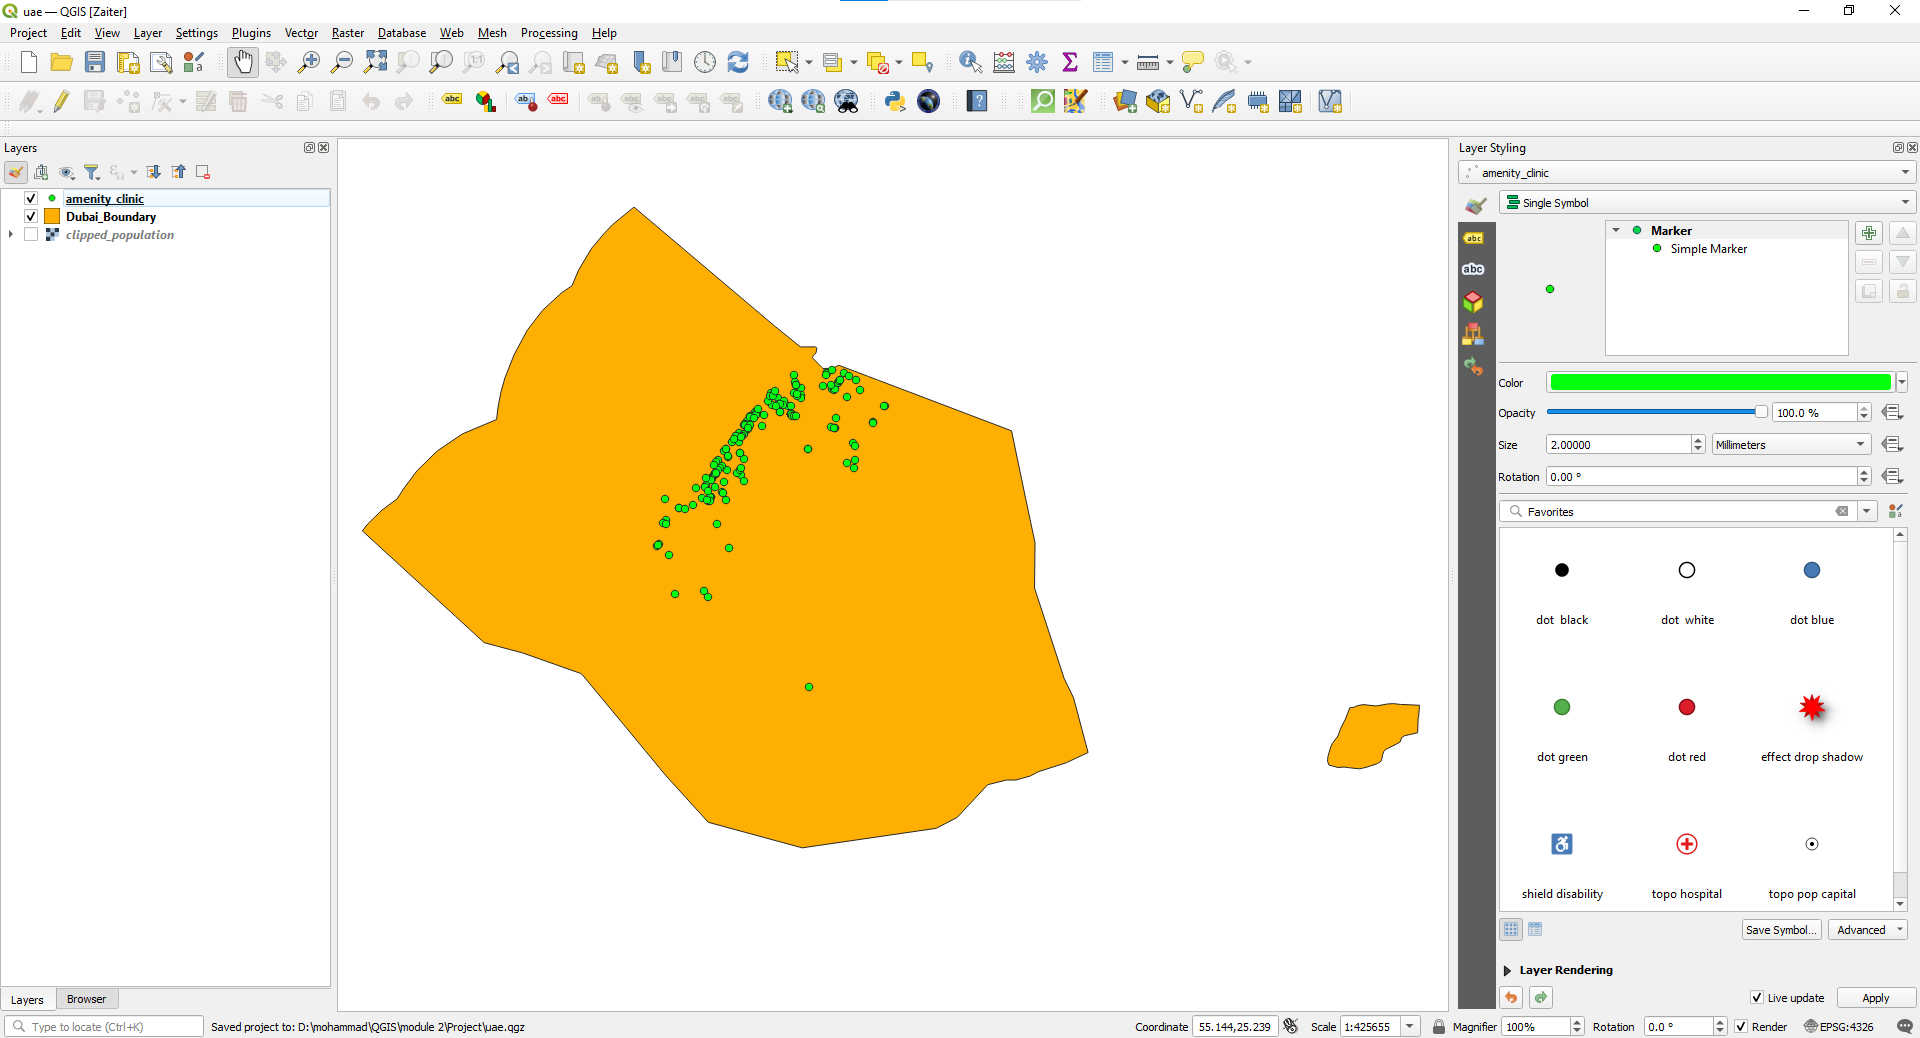 uae — QGIS [Zaiter]
Project Edit View Layer Settings Plugins Vector Raster Database Web Mesh Processing Help
Layers
amenity_clinic
Dubai_Boundary
clipped_population
Layers Browser
Layer Styling
amenity_clinic
Single Symbol
Marker
Simple Marker
abc
abc
Color
Opacity 100.0 %
Size 2.00000 Millimeters
Rotation 0.00 °
Favorites
dot  black dot  white dot blue
dot green dot red effect drop shadow
shield disability topo hospital topo pop capital
Save Symbol... Advanced
Layer Rendering
Live update Apply
Type to locate (Ctrl+K) Saved project to: D:\mohammad\QGIS\module 2\Project\uae.qgz Coordinate 55.144,25.239 Scale 1:425655 Magnifier 100% Rotation 0.0 ° Render EPSG:4326